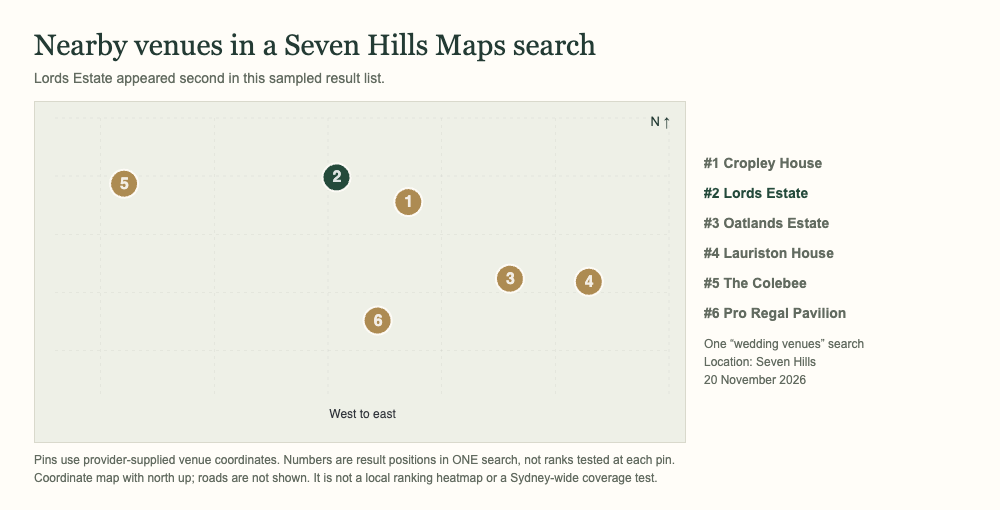 Nearby venues in a Seven Hills Maps search
Lords Estate appeared second in this sampled result list.
N ↑
5
2
1
3
4
6
West to east
#1 Cropley House
#2 Lords Estate
#3 Oatlands Estate
#4 Lauriston House
#5 The Colebee
#6 Pro Regal Pavilion
One “wedding venues” search
Location: Seven Hills
20 November 2026
Pins use provider-supplied venue coordinates. Numbers are result positions in ONE search, not ranks tested at each pin.
Coordinate map with north up; roads are not shown. It is not a local ranking heatmap or a Sydney-wide coverage test.